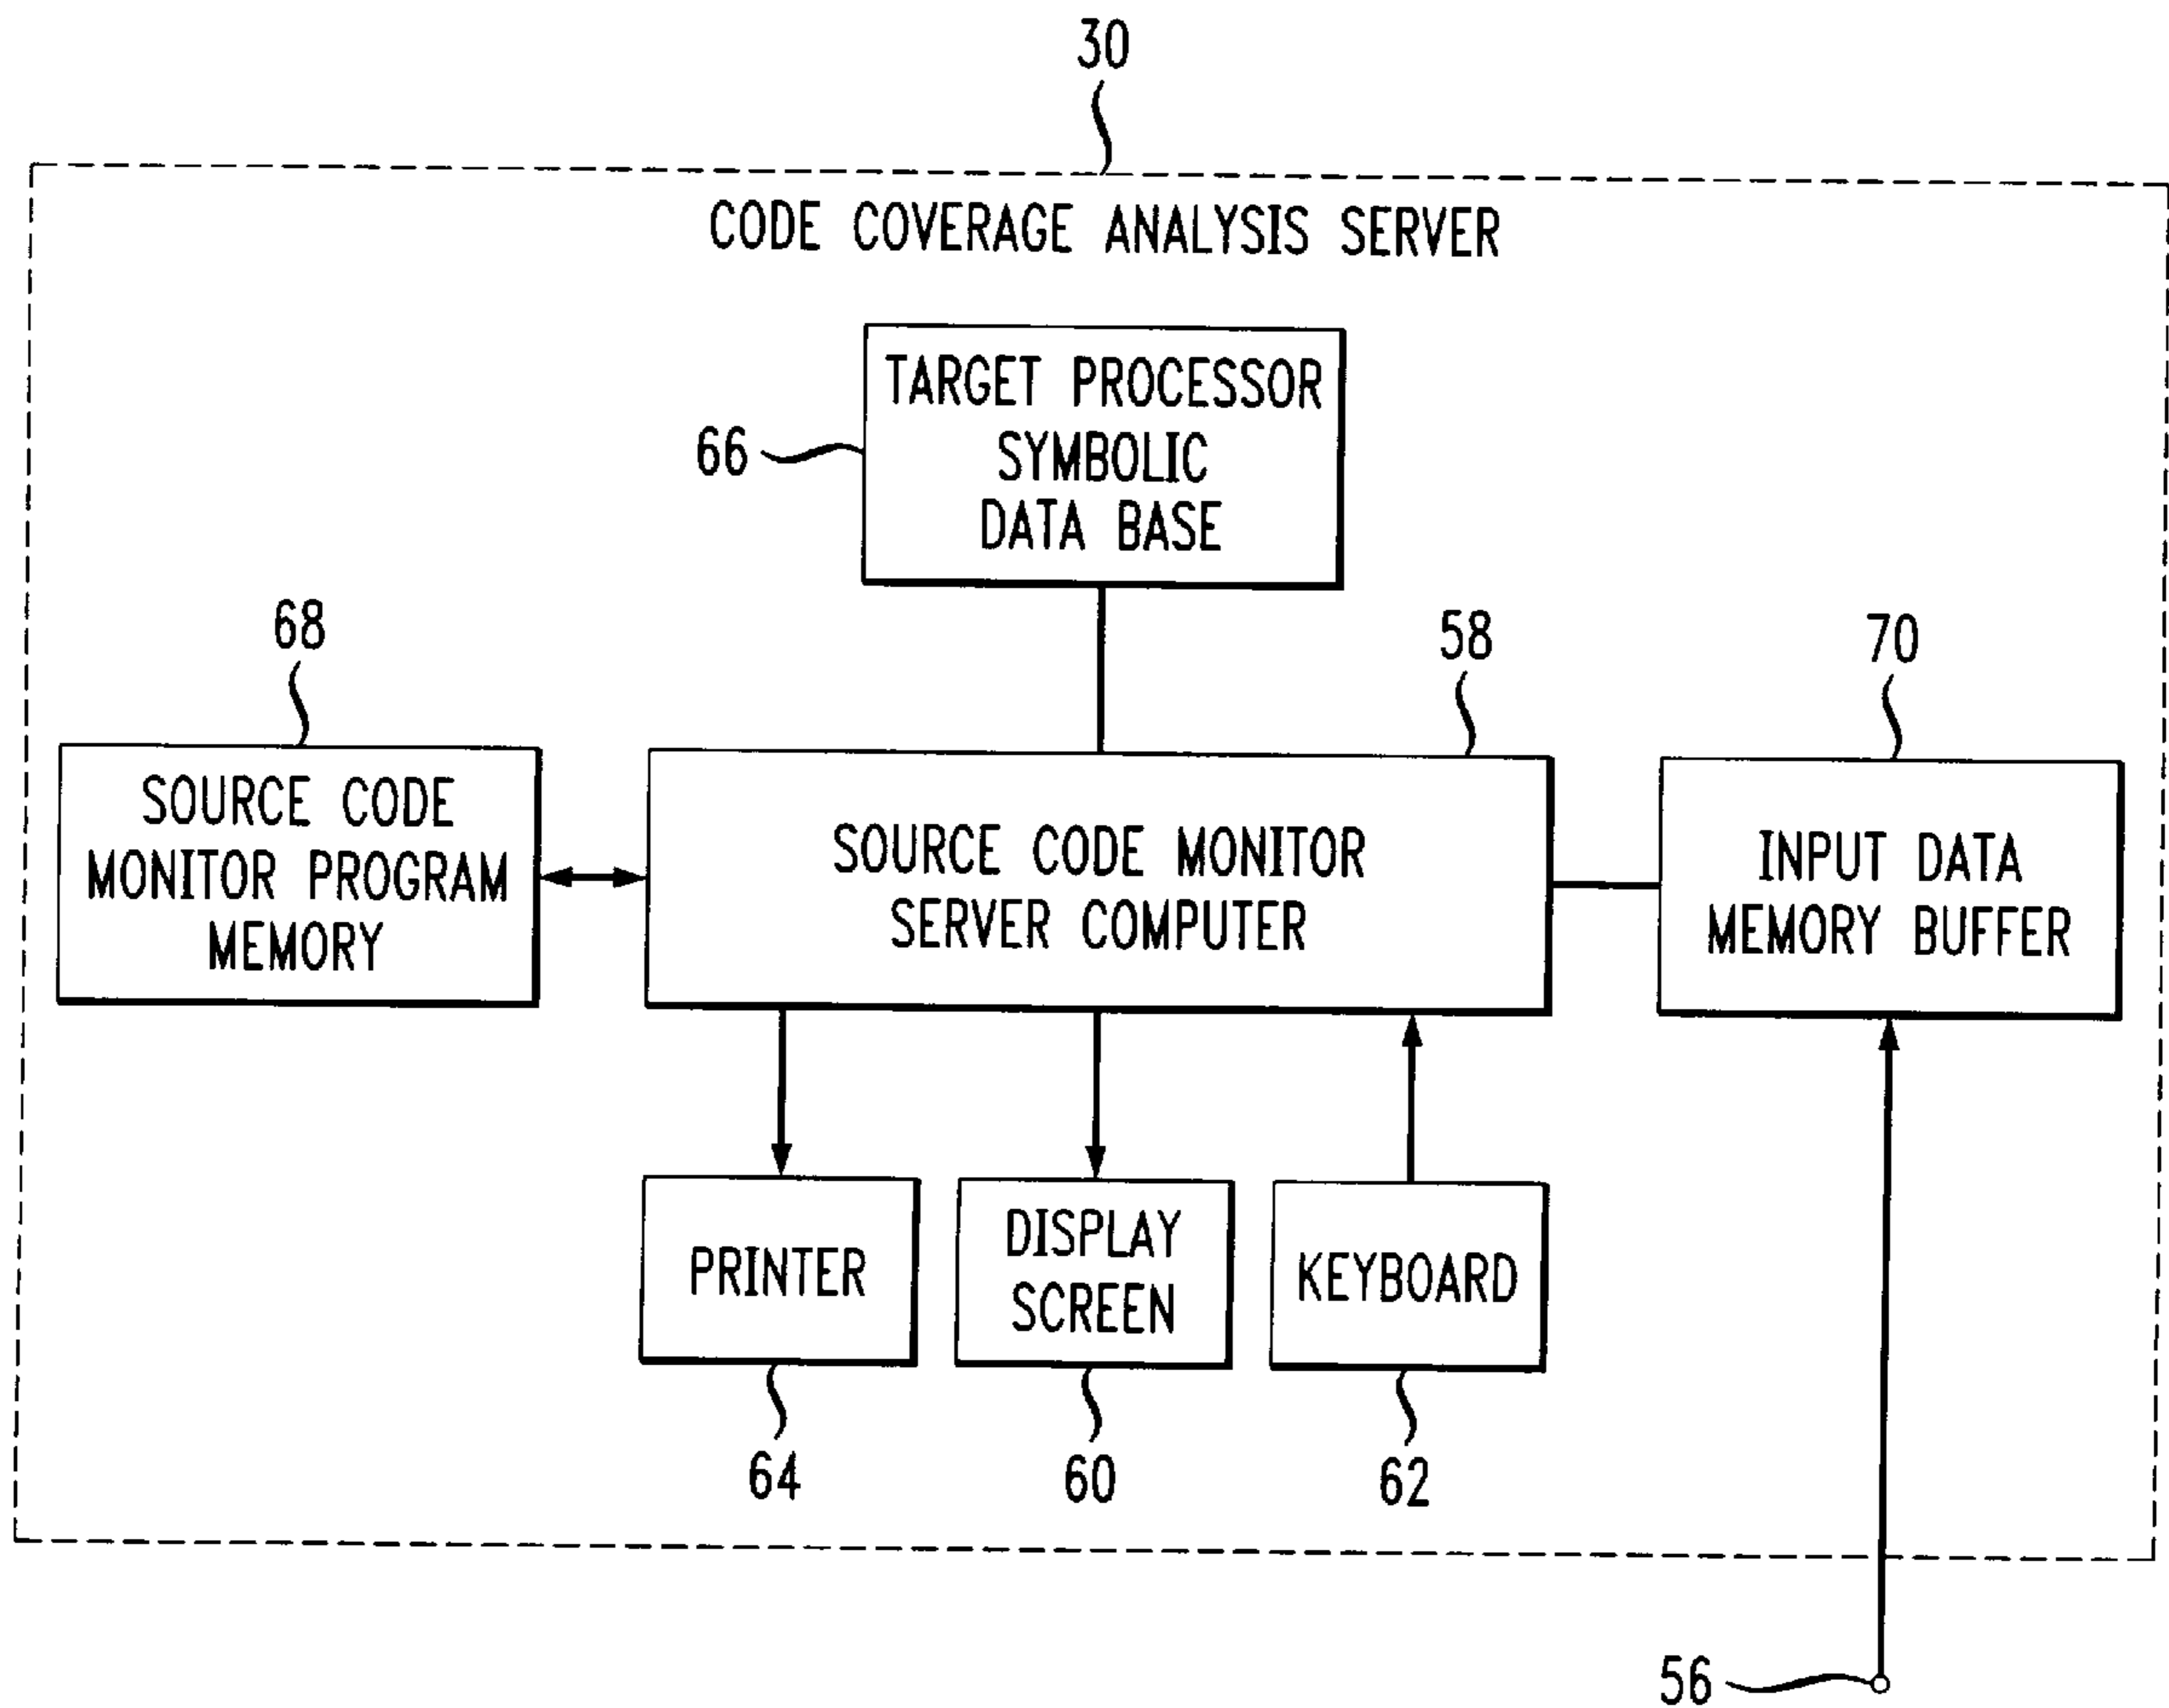 30
CODE COVERAGE ANALYSIS SERVER
TARGET PROCESSOR
SYMBOLIC
DATA BASE
66
68
58
70
SOURCE CODE
MONITOR PROGRAM
MEMORY
SOURCE CODE MONITOR
SERVER COMPUTER
INPUT DATA
MEMORY BUFFER
PRINTER
DISPLAY
SCREEN
KEYBOARD
64
60
62
56